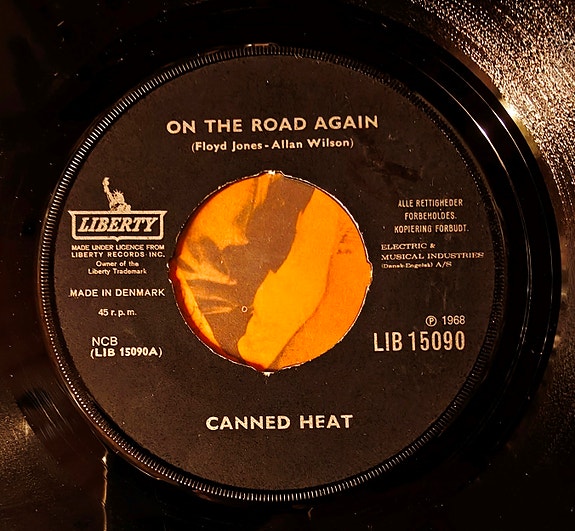 ON THE ROAD AGAIN
(Floyd Jones - Allan Wilson)
LIBERTY
MADE UNDER LICENCE FROM
LIBERTY RECORDS INC.
Owner of the
Liberty Trademark
MADE IN DENMARK
45 r.p.m.
NCB
(LIB 15090A)
ALLE RETTIGHEDER
FORBEHOLDES.
KOPIERING FORBUDT.
ELECTRIC &
MUSICAL INDUSTRIES
(Dansk-Engelsk) A/S
℗ 1968
LIB 15090
CANNED HEAT